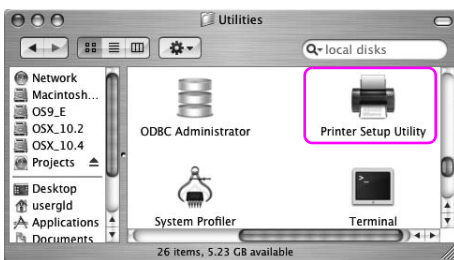 Utilities
local disks
Network
Macintosh...
OS9_E
OSX_10.2
OSX_10.4
Projects
Desktop
usergld
Applications
Documents
ODBC Administrator
Printer Setup Utility
System Profiler
Terminal
26 items, 5.23 GB available